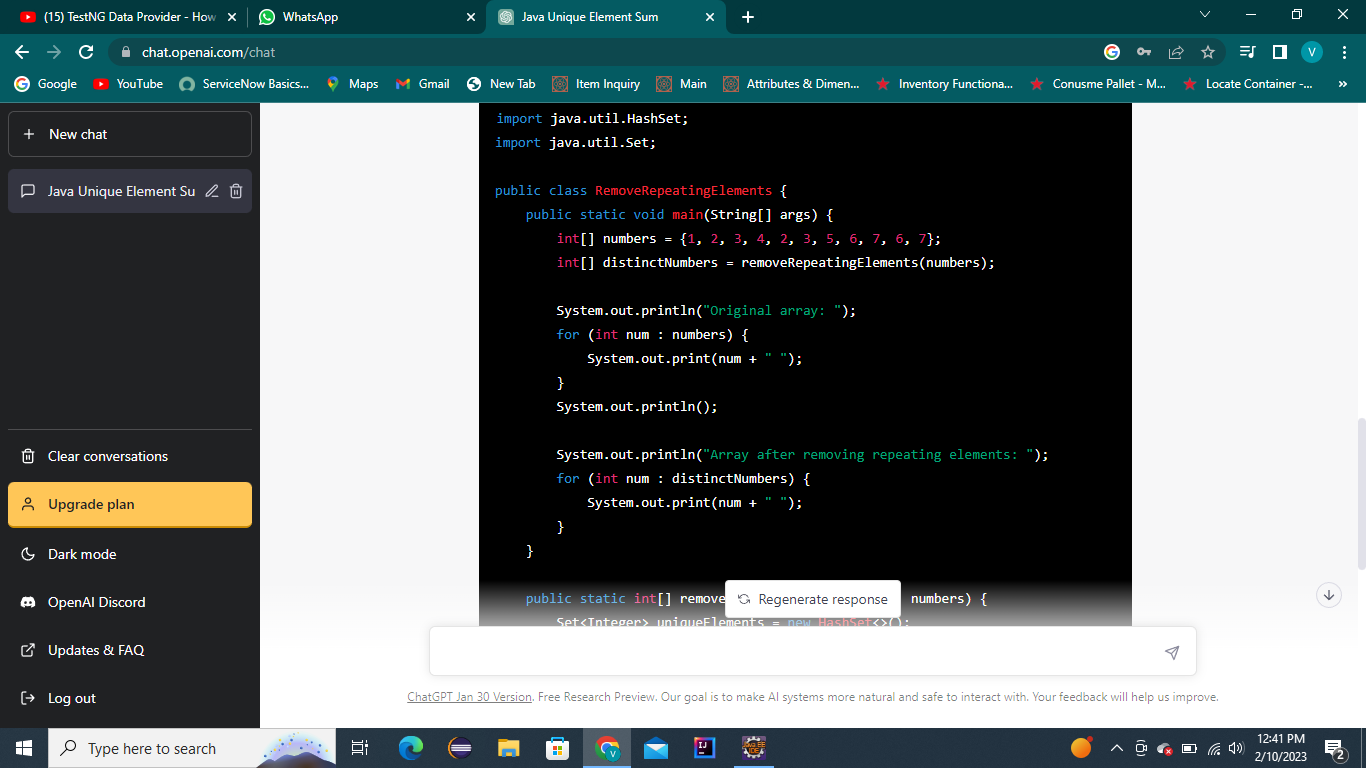 (15) TestNG Data Provider - How
WhatsApp
Java Unique Element Sum
chat.openai.com/chat
V
Google
YouTube
ServiceNow Basics...
Maps
Gmail
New Tab
Item Inquiry
Main
Attributes & Dimen...
Inventory Functiona...
Conusme Pallet - M...
Locate Container -...
»
+ New chat
Java Unique Element Su
Clear conversations
Upgrade plan
Dark mode
OpenAI Discord
Updates & FAQ
Log out
import java.util.HashSet;
import java.util.Set;
public class RemoveRepeatingElements {
public static void main(String[] args) {
int[] numbers = {1, 2, 3, 4, 2, 3, 5, 6, 7, 6, 7};
int[] distinctNumbers = removeRepeatingElements(numbers);
System.out.println("Original array: ");
for (int num : numbers) {
System.out.print(num + " ");
}
System.out.println();
System.out.println("Array after removing repeating elements: ");
for (int num : distinctNumbers) {
System.out.print(num + " ");
}
}
public static int[] remove
Regenerate response
numbers) {
Set<Integer> uniqueElements = new HashSet<>();
ChatGPT Jan 30 Version. Free Research Preview. Our goal is to make AI systems more natural and safe to interact with. Your feedback will help us improve.
Type here to search
12:41 PM
2/10/2023
2